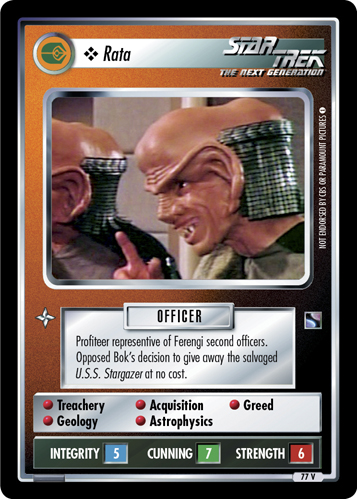 ❖ Rata
STAR TREK
THE NEXT GENERATION
NOT ENDORSED BY CBS OR PARAMOUNT PICTURES
OFFICER
Profiteer representive of Ferengi second officers.
Opposed Bok's decision to give away the salvaged
U.S.S. Stargazer at no cost.
Treachery Acquisition Greed
Geology Astrophysics
INTEGRITY 5 CUNNING 7 STRENGTH 6
77 V